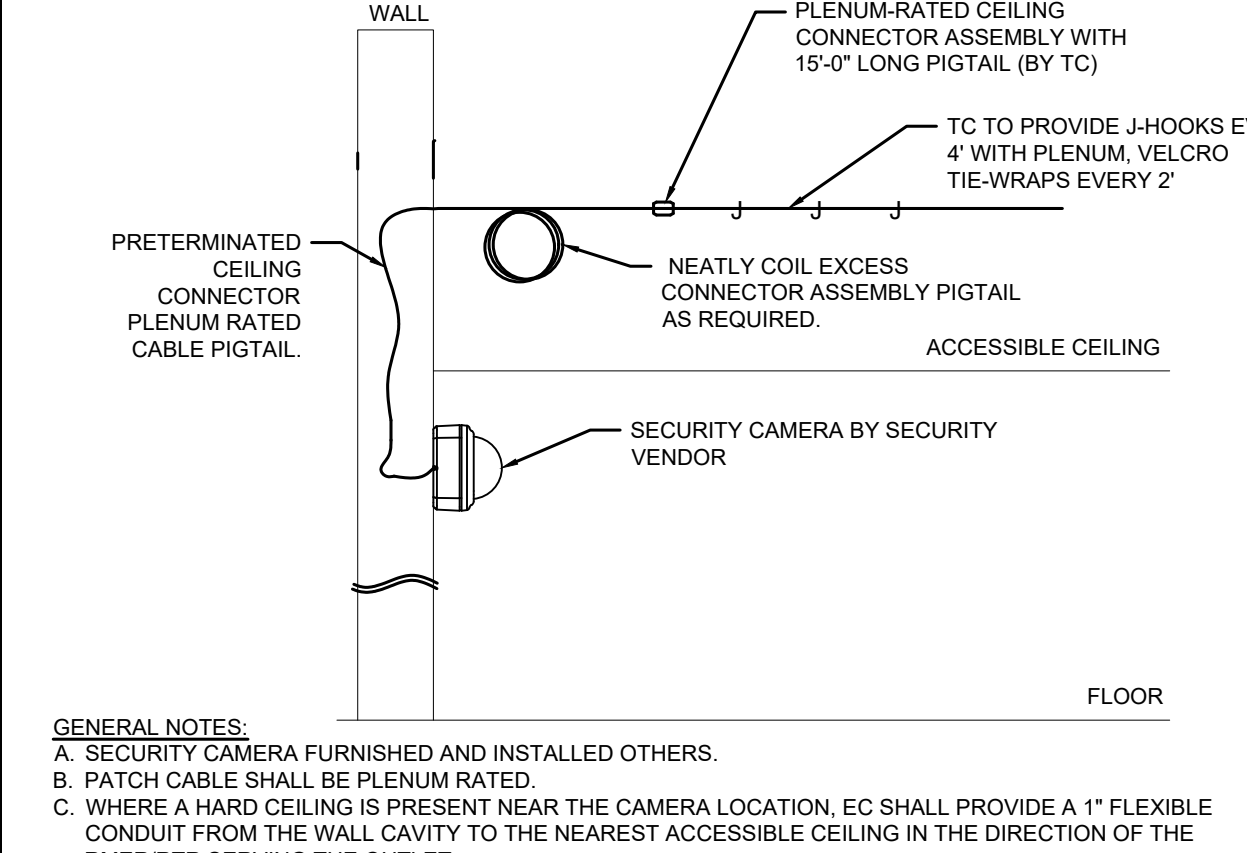 WALL
PLENUM-RATED CEILING
CONNECTOR ASSEMBLY WITH
15'-0" LONG PIGTAIL (BY TC)
TC TO PROVIDE J-HOOKS
4' WITH PLENUM, VELCRO
TIE-WRAPS EVERY 2'
PRETERMINATED
CEILING
CONNECTOR
PLENUM RATED
CABLE PIGTAIL.
NEATLY COIL EXCESS
CONNECTOR ASSEMBLY PIGTAIL
AS REQUIRED.
ACCESSIBLE CEILING
SECURITY CAMERA BY SECURITY
VENDOR
FLOOR
GENERAL NOTES:
A. SECURITY CAMERA FURNISHED AND INSTALLED OTHERS.
B. PATCH CABLE SHALL BE PLENUM RATED.
C. WHERE A HARD CEILING IS PRESENT NEAR THE CAMERA LOCATION, EC SHALL PROVIDE A 1" FLEXIBLE
CONDUIT FROM THE WALL CAVITY TO THE NEAREST ACCESSIBLE CEILING IN THE DIRECTION OF THE